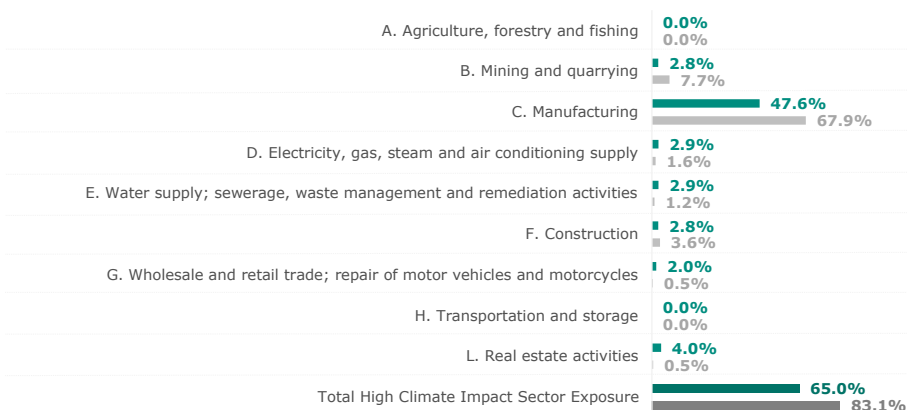 A. Agriculture, forestry and fishing
0.0%
0.0%
B. Mining and quarrying
2.8%
7.7%
C. Manufacturing
47.6%
67.9%
D. Electricity, gas, steam and air conditioning supply
2.9%
1.6%
E. Water supply; sewerage, waste management and remediation activities
2.9%
1.2%
F. Construction
2.8%
3.6%
G. Wholesale and retail trade; repair of motor vehicles and motorcycles
2.0%
0.5%
H. Transportation and storage
0.0%
0.0%
L. Real estate activities
4.0%
0.5%
Total High Climate Impact Sector Exposure
65.0%
83.1%